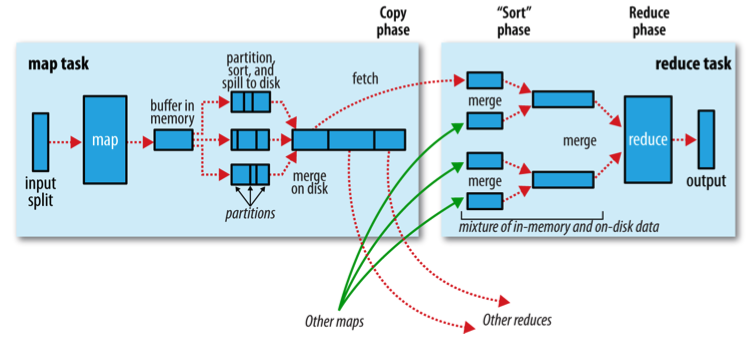 Copy
phase
“Sort”
phase
Reduce
phase
map task
partition,
sort, and
spill to disk
fetch
reduce task
buffer in
memory
map
merge
merge
reduce
input
split
merge
on disk
merge
output
partitions
mixture of in-memory and on-disk data
Other maps
Other reduces